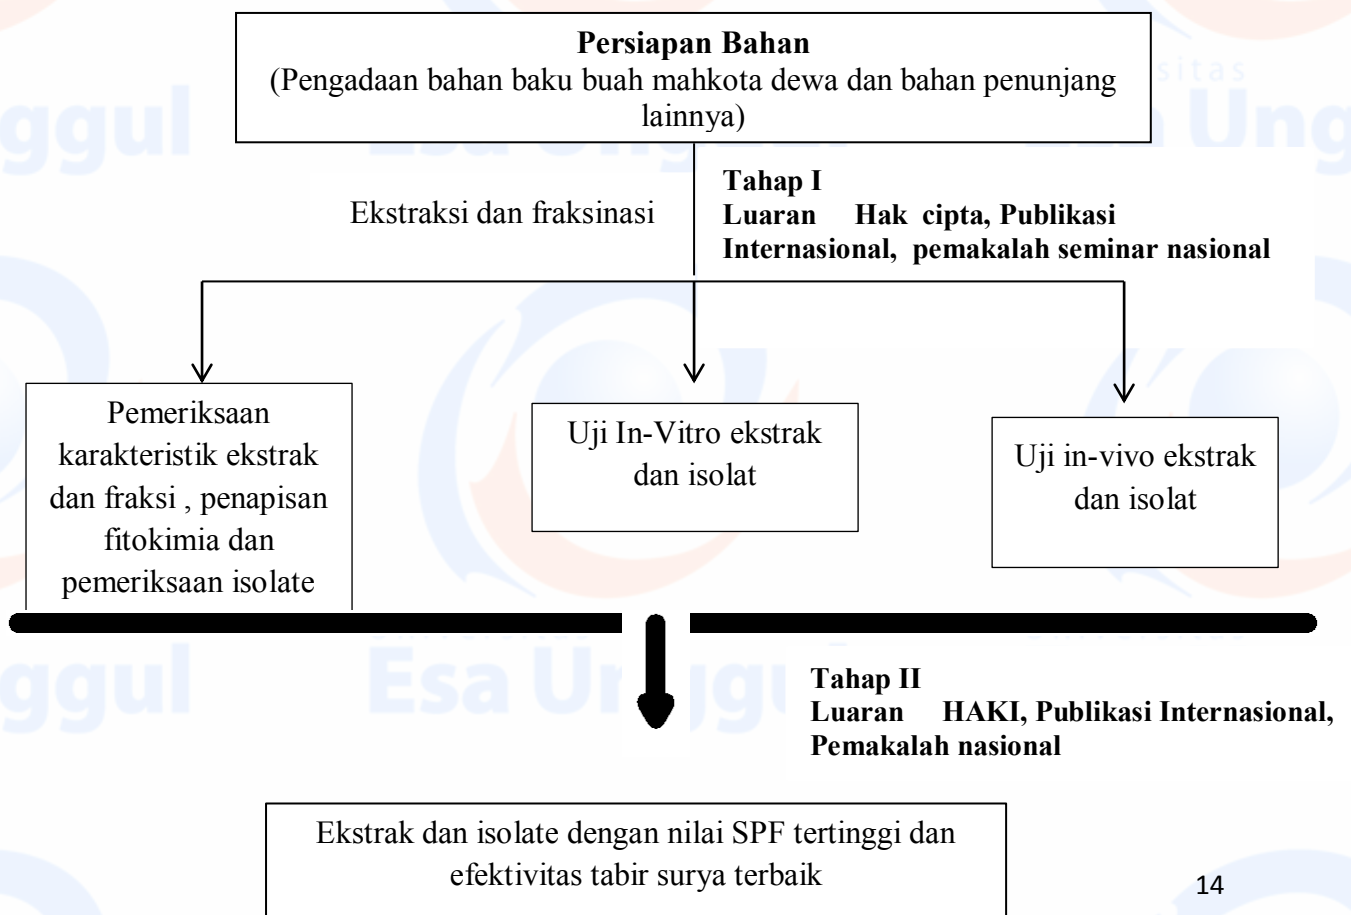 Persiapan Bahan
(Pengadaan bahan baku buah mahkota dewa dan bahan penunjang
lainnya)
Ekstraksi dan fraksinasi
Tahap I
Luaran Hak cipta, Publikasi
Internasional, pemakalah seminar nasional
Pemeriksaan
karakteristik ekstrak
dan fraksi , penapisan
fitokimia dan
pemeriksaan isolate
Uji In-Vitro ekstrak
dan isolat
Uji in-vivo ekstrak
dan isolat
Esa Un
ggul
Tahap II
Luaran HAKI, Publikasi Internasional,
Pemakalah nasional
Ekstrak dan isolate dengan nilai SPF tertinggi dan
efektivitas tabir surya terbaik
14